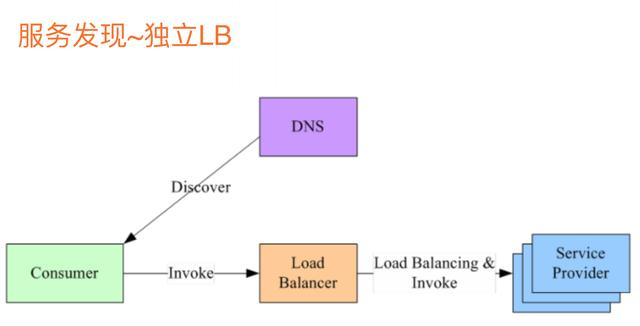 服务发现~独立LB
DNS
Discover
Consumer
Invoke
Load
Balancer
Load Balancing &
Invoke
Service
Provider